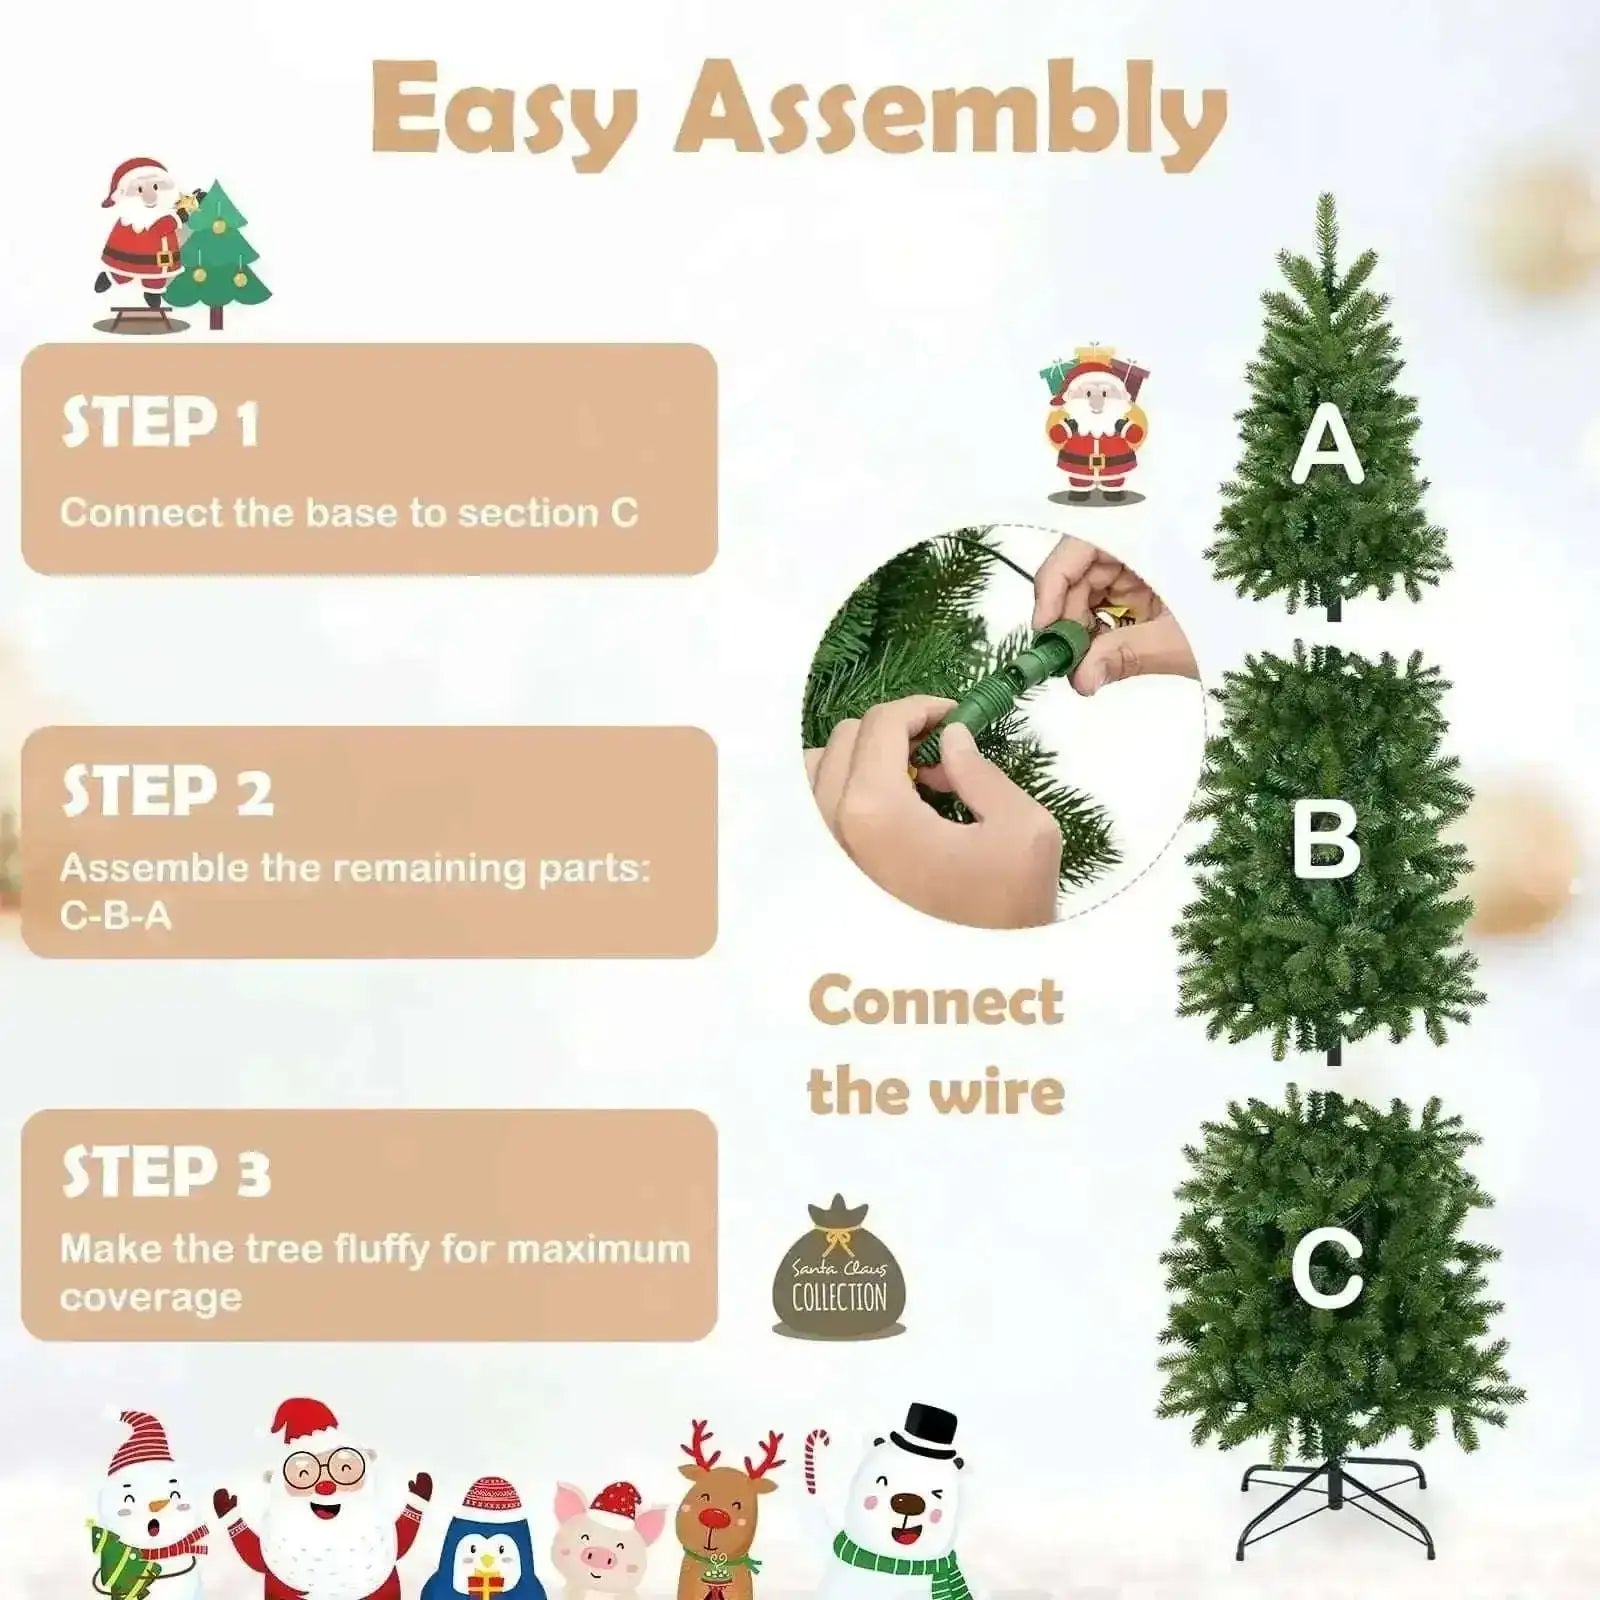 Easy Assembly
STEP 1
Connect the base to section C
STEP 2
Assemble the remaining parts:
C-B-A
STEP 3
Make the tree fluffy for maximum
coverage
Connect
the wire
Santa Claus
COLLECTION
A
B
C